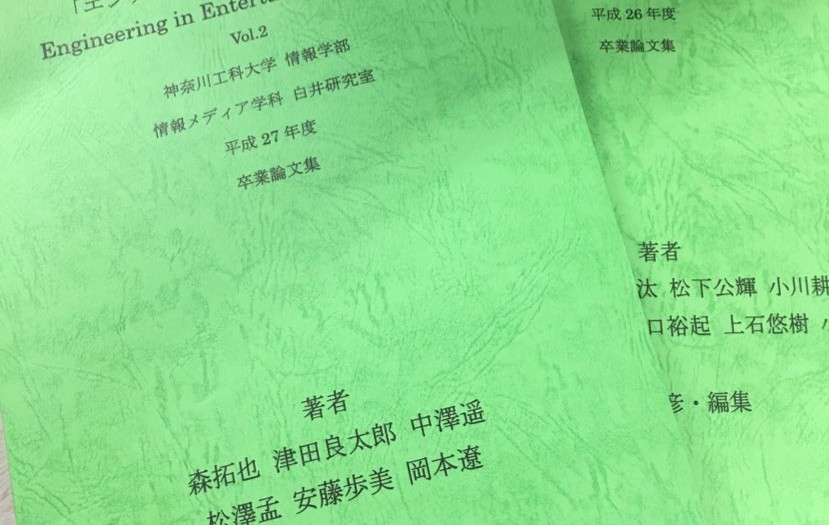 「エン
Engineering in Enterta
Vol.2
神奈川工科大学 情報学部
情報メディア学科 白井研究室
平成 27 年度
卒業論文集
著者
森拓也 津田良太郎 中澤遥
松澤孟 安藤歩美 岡本遼
平成 26 年度
卒業論文集
著者
汰 松下公輝 小川耕
口裕起 上石悠樹
彦・編集